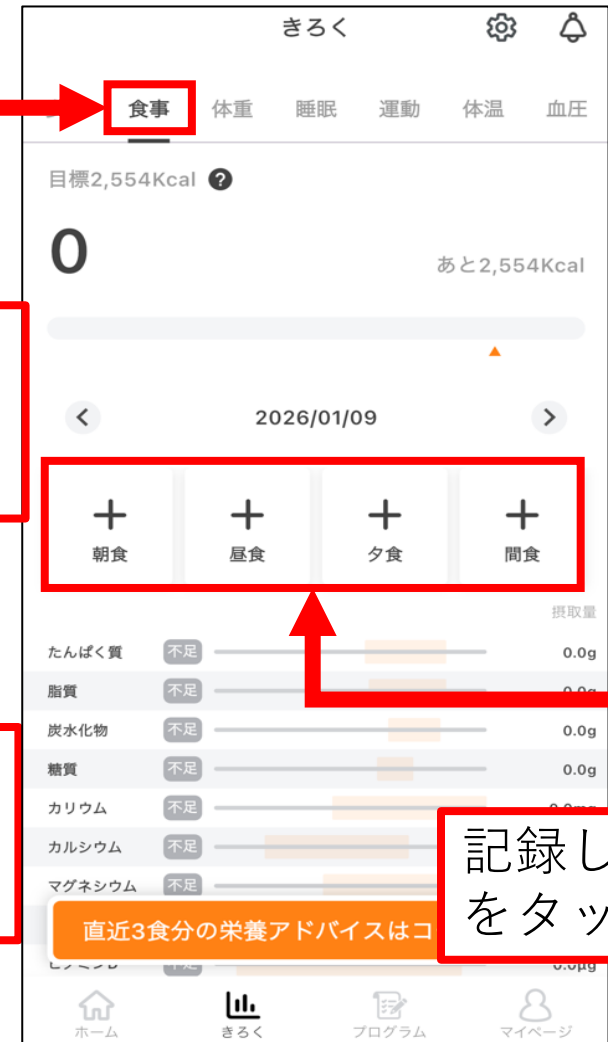 きろく
食事 体重 睡眠 運動 体温 血圧
目標2,554Kcal ?
0
あと2,554Kcal
2026/01/09
朝食 昼食 夕食 間食
摂取量
たんぱく質 不足 0.0g
脂質 不足 0.0g
炭水化物 不足 0.0g
糖質 不足 0.0g
カリウム 不足 0.0mg
カルシウム 不足
マグネシウム 不足
記録し
をタッ
直近3食分の栄養アドバイスはコ
0.0μg
ホーム きろく プログラム マイページ